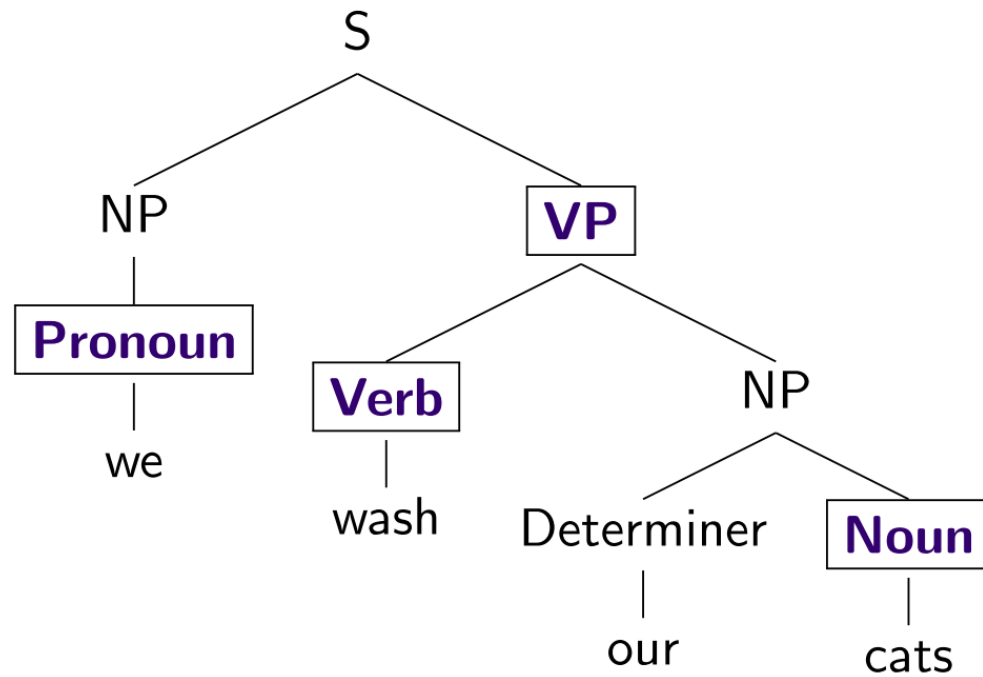 S
NP VP
Pronoun
Verb NP
we
wash Determiner Noun
our cats